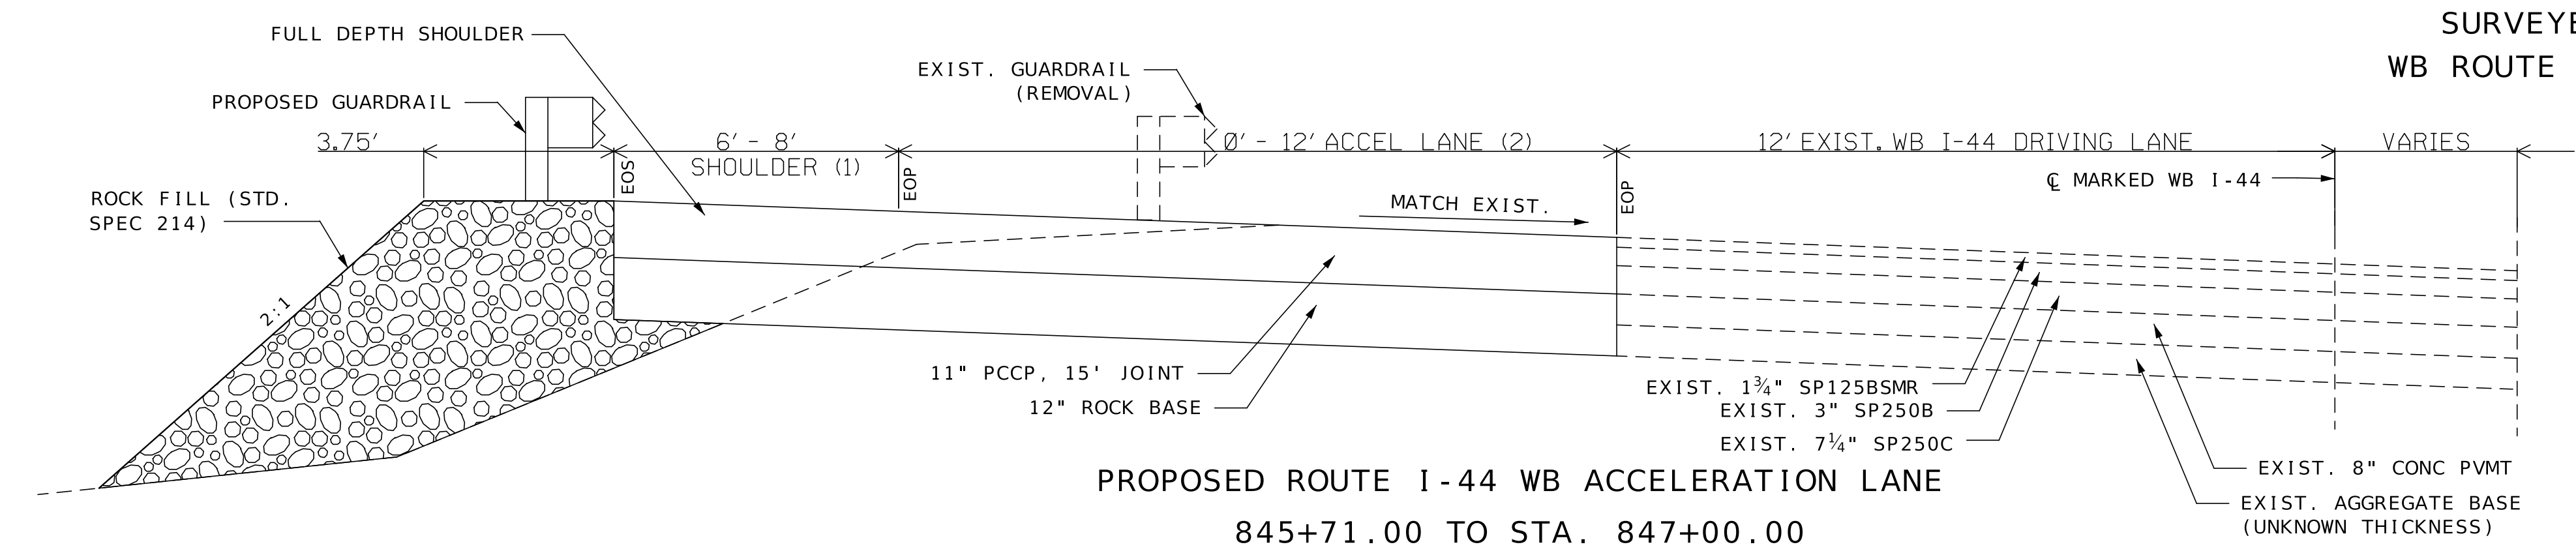 SURVEYE
WB ROUTE
FULL DEPTH SHOULDER
EXIST. GUARDRAIL
(REMOVAL)
PROPOSED GUARDRAIL
3.75'
6' - 8'
SHOULDER (1)
0' - 12' ACCEL LANE (2)
12' EXIST. WB I-44 DRIVING LANE
VARIES
EOS
EOP
EOP
℄ MARKED WB I-44
ROCK FILL (STD.
SPEC 214)
MATCH EXIST.
2:1
11" PCCP, 15' JOINT
12" ROCK BASE
EXIST. 1¾" SP125BSMR
EXIST. 3" SP250B
EXIST. 7¼" SP250C
EXIST. 8" CONC PVMT
EXIST. AGGREGATE BASE
(UNKNOWN THICKNESS)
PROPOSED ROUTE I-44 WB ACCELERATION LANE
845+71.00 TO STA. 847+00.00